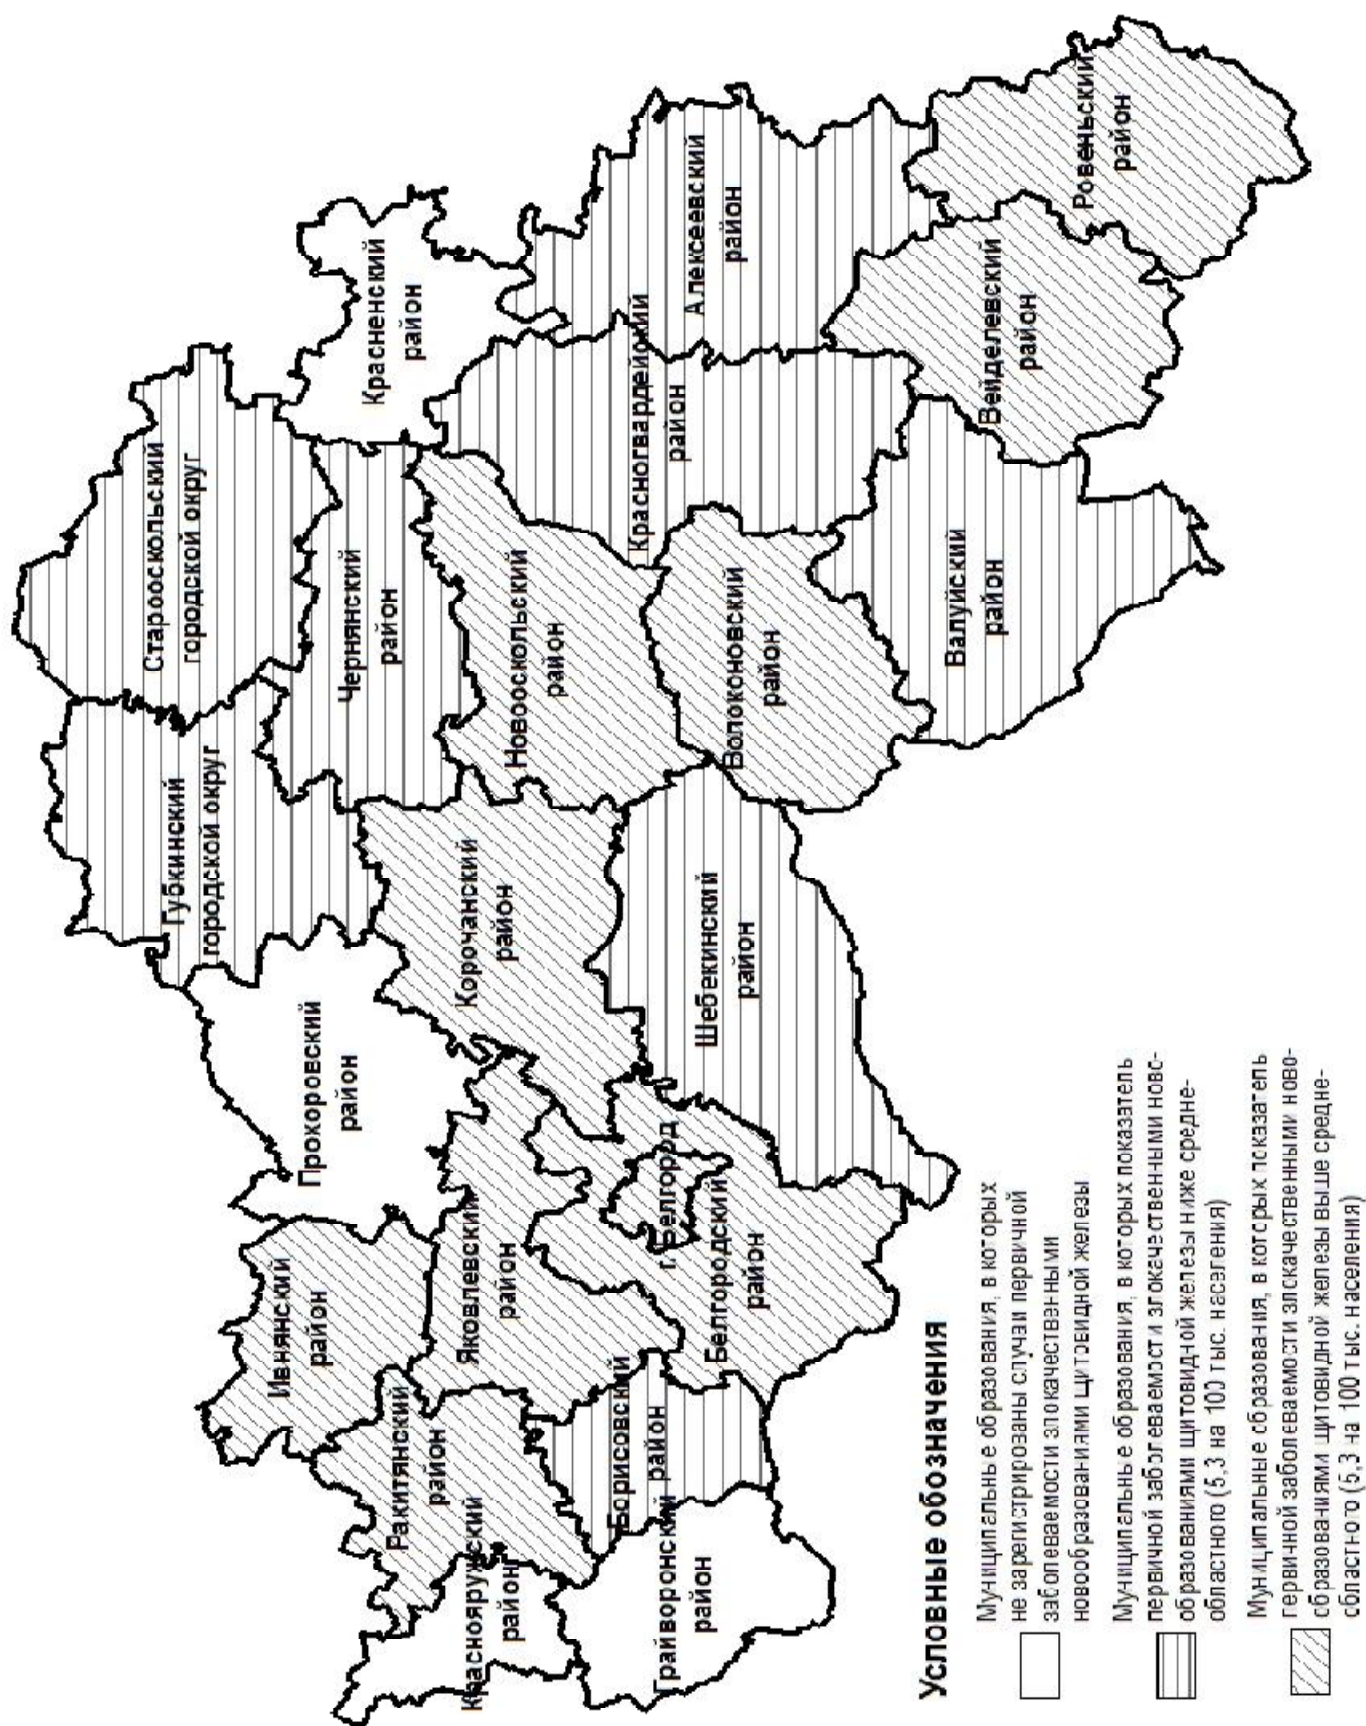 Старооскольский
городской округ
Губкинский
городской округ
Чернянский
район
Красненский
район
Прохоровский
район
Ивнянский
район
Ракитянский
район
Краснояружский
район
Яковлевский
район
Корочанский
район
Новооскольский
район
Красногвардейский
район
Алексеевский
район
Борисовский
район
Грайворонский
район
г.Белгород
Белгородский
район
Шебекинский
район
Волоконовский
район
Валуйский
район
Вейделевский
район
Ровеньский
район
Условные обозначения
Муниципальные образования, в которых
не зарегистрированы случаи первичной
заболеваемости злокачественными
новообразованиями щитовидной железы
Муниципальные образования, в которых показатель
первичной заболеваемости злокачественными ново-
образованиями щитовидной железы ниже средне-
областного (5,3 на 100 тыс. населения)
Муниципальные образования, в которых показатель
первичной заболеваемости злокачественными ново-
образованиями щитовидной железы выше средне-
областного (5,3 на 100 тыс. населения)